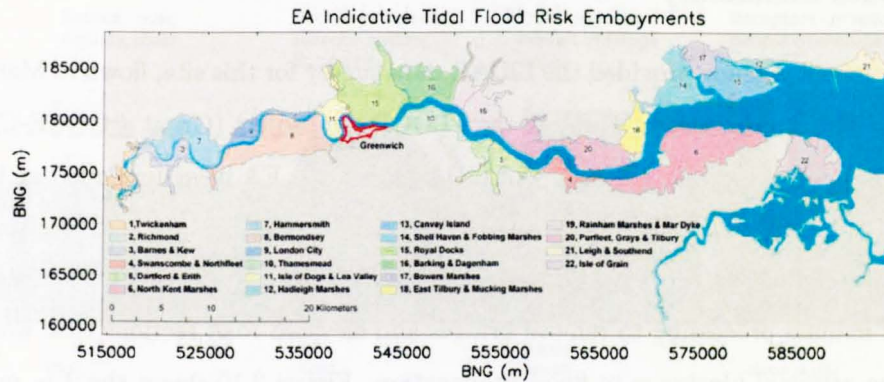 EA Indicative Tidal Flood Risk Embayments
BNG (m)
185000
180000
175000
170000
165000
160000
Greenwich
1,Twickenham
2, Richmond
3, Barnes & Kew
4, Swanscombe & Northfleet
5, Dartford & Erith
6, North Kent Marshes
7, Hammersmith
8, Bermondsey
9, London City
10, Thamesmead
11, Isle of Dogs & Lea Valley
12, Hadleigh Marshes
13, Canvey Island
14, Shell Haven & Fobbing Marshes
15, Royal Docks
16, Barking & Dagenham
17, Bowers Marshes
18, East Tilbury & Mucking Marshes
19, Rainham Marshes & Mar Dyke
20, Purfleet, Grays & Tilbury
21, Leigh & Southend
22, Isle of Grain
0 5 10 20 Kilometers
515000 525000 535000 545000 555000 565000 575000 585000
BNG (m)